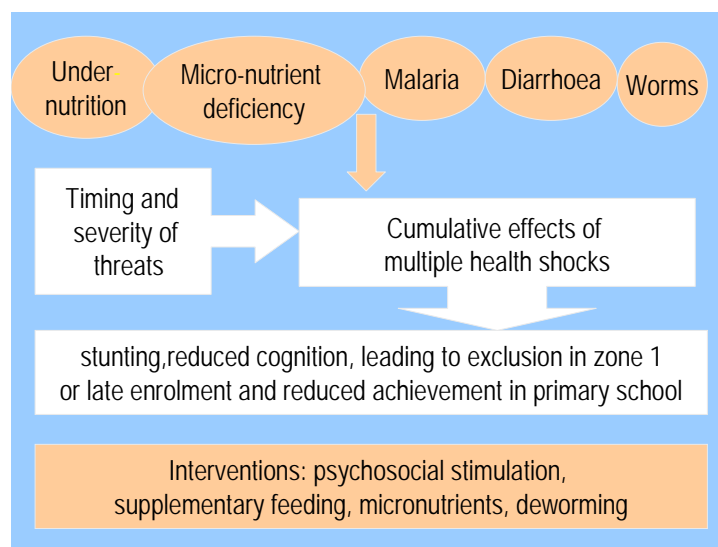 Under-
nutrition
Micro-nutrient
deficiency
Malaria
Diarrhoea
Worms
Timing and
severity of
threats
Cumulative effects of
multiple health shocks
stunting,reduced cognition, leading to exclusion in zone 1
or late enrolment and reduced achievement in primary school
Interventions: psychosocial stimulation,
supplementary feeding, micronutrients, deworming